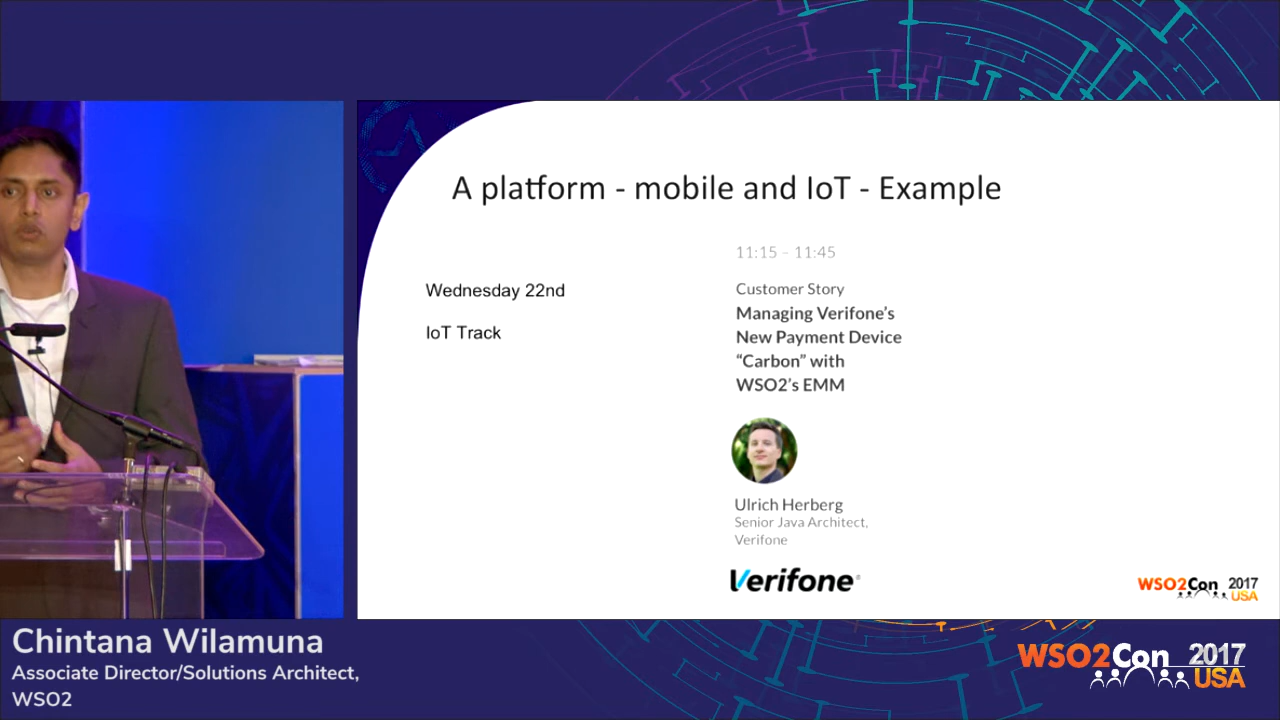 A platform - mobile and IoT - Example
11:15 - 11:45
Wednesday 22nd
IoT Track
Customer Story
Managing Verifone's
New Payment Device
"Carbon" with
WSO2's EMM
Ulrich Herberg
Senior Java Architect,
Verifone
Verifone
WSO2Con 2017
USA
Chintana Wilamuna
Associate Director/Solutions Architect,
WSO2
WSO2Con 2017
USA